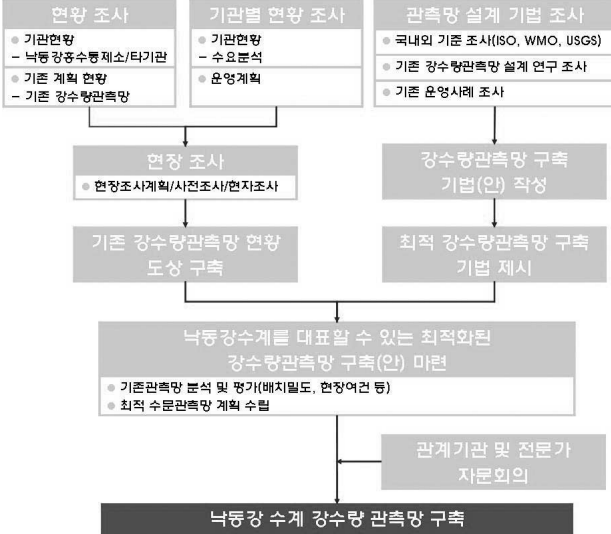 현황 조사
● 기관현황
– 낙동강홍수통제소/타기관
● 기존 계획 현황
– 기존 강수량관측망
기관별 현황 조사
● 기관현황
– 수요분석
● 운영계획
관측망 설계 기법 조사
● 국내외 기준 조사(ISO, WMO, USGS)
● 기존 강수량관측망 설계 연구 조사
● 기존 운영사례 조사
현장 조사
● 현장조사계획/사전조사/현자조사
강수량관측망 구축
기법(안) 작성
기존 강수량관측망 현황
도상 구축
최적 강수량관측망 구축
기법 제시
낙동강수계를 대표할 수 있는 최적화된
강수량관측망 구축(안) 마련
● 기존관측망 분석 및 평가(배치밀도, 현장여건 등)
● 최적 수문관측망 계획 수립
관계기관 및 전문가
자문회의
낙동강 수계 강수량 관측망 구축